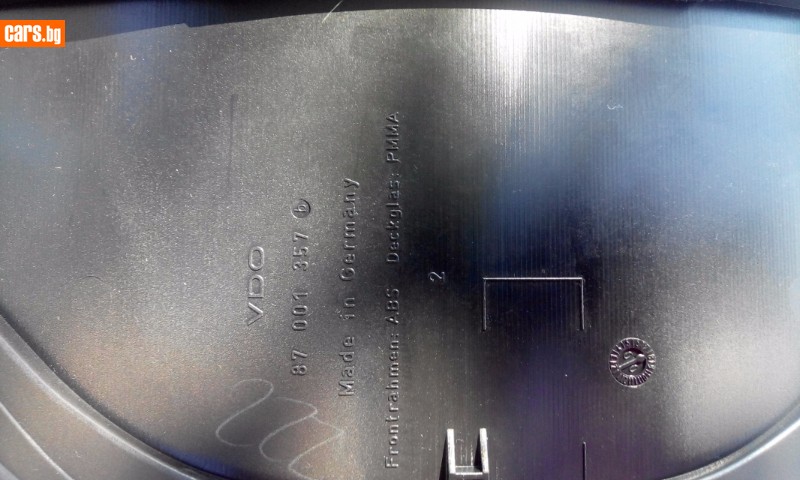 cars.bg
VDO
87 001 357 b
Made in Germany
Frontrahmen: ABS Deckglas: PMMA
2